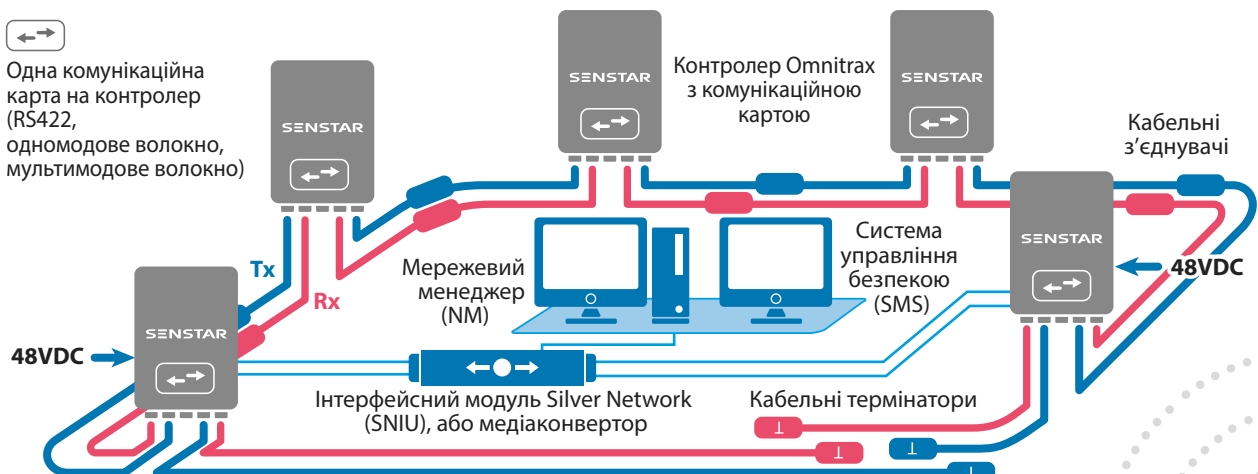 Одна комунікаційна
карта на контролер
(RS422,
одномодове волокно,
мультимодове волокно)
SENSTAR
SENSTAR
Контролер Omnitrax
з комунікаційною
картою
SENSTAR
Кабельні
з’єднувачі
SENSTAR
48VDC
Tx
Rx
Мережевий
менеджер
(NM)
Система
управління
безпекою
(SMS)
SENSTAR
48VDC
Інтерфейсний модуль Silver Network
(SNIU), або медіаконвертор
Кабельні термінатори